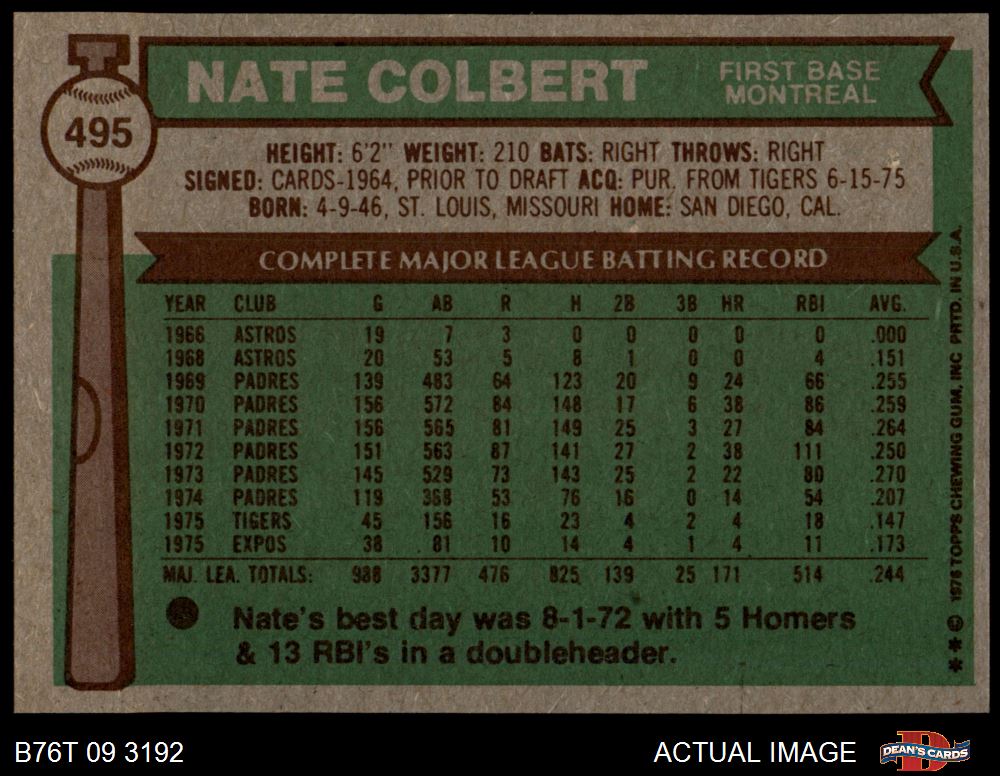 495
NATE COLBERT
FIRST BASE
MONTREAL
HEIGHT: 6'2" WEIGHT: 210 BATS: RIGHT THROWS: RIGHT
SIGNED: CARDS-1964, PRIOR TO DRAFT ACQ: PUR. FROM TIGERS 6-15-75
BORN: 4-9-46, ST. LOUIS, MISSOURI HOME: SAN DIEGO, CAL.
COMPLETE MAJOR LEAGUE BATTING RECORD
YEAR CLUB G AB R H 2B 3B HR RBI AVG.
1966 ASTROS 19 7 3 0 0 0 0 0 .000
1968 ASTROS 20 53 5 8 1 0 0 4 .151
1969 PADRES 139 483 64 123 20 9 24 66 .255
1970 PADRES 156 572 84 148 17 6 38 86 .259
1971 PADRES 156 565 81 149 25 3 27 84 .264
1972 PADRES 151 563 87 141 27 2 38 111 .250
1973 PADRES 145 529 73 143 25 2 22 80 .270
1974 PADRES 119 368 53 76 16 0 14 54 .207
1975 TIGERS 45 156 16 23 4 2 4 18 .147
1975 EXPOS 38 81 10 14 4 1 4 11 .173
MAJ. LEA. TOTALS: 988 3377 476 825 139 25 171 514 .244
Nate's best day was 8-1-72 with 5 Homers
& 13 RBI's in a doubleheader.
** © 1976 TOPPS CHEWING GUM, INC PRTD. IN U.S.A.
B76T 09 3192
ACTUAL IMAGE
D
DEAN'S CARDS